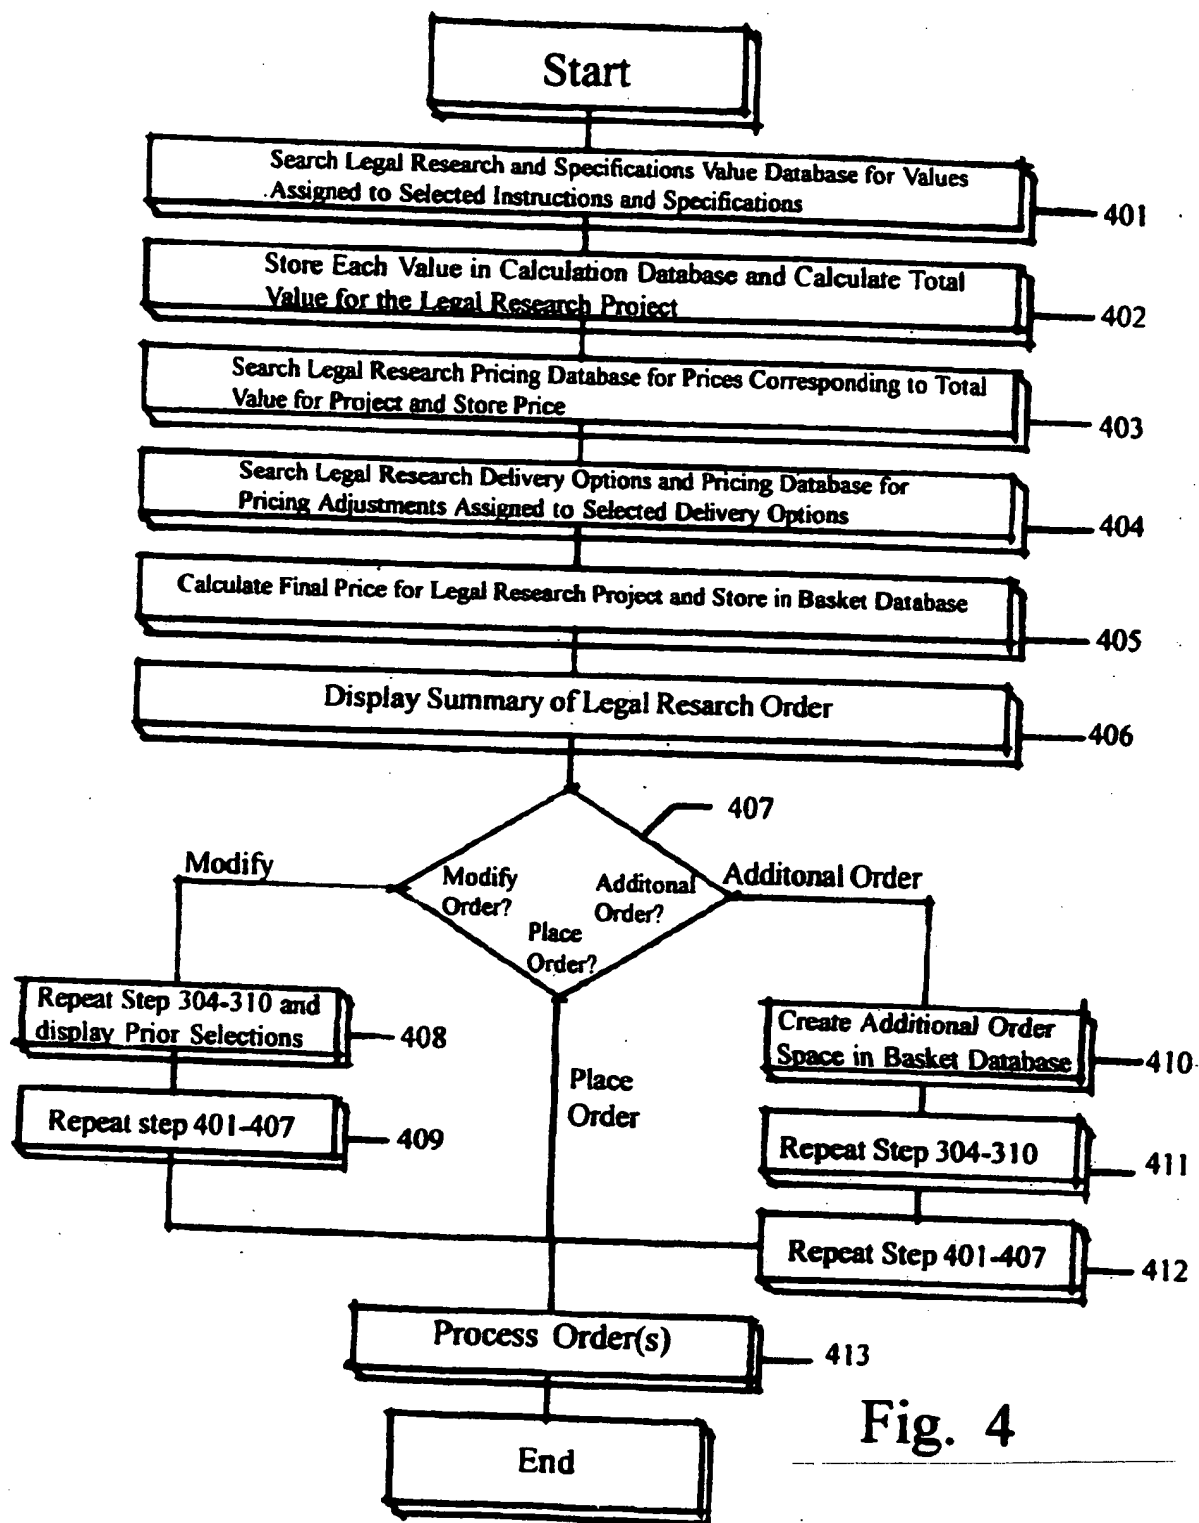 Start
Search Legal Research and Specifications Value Database for Values
Assigned to Selected Instructions and Specifications
401
Store Each Value in Calculation Database and Calculate Total
Value for the Legal Research Project
402
Search Legal Research Pricing Database for Prices Corresponding to Total
Value for Project and Store Price
403
Search Legal Research Delivery Options and Pricing Database for
Pricing Adjustments Assigned to Selected Delivery Options
404
Calculate Final Price for Legal Research Project and Store in Basket Database
405
Display Summary of Legal Resarch Order
406
407
Modify
Modify
Order?
Additonal
Order?
Place
Order?
Additonal Order
Repeat Step 304-310 and
display Prior Selections
408
Repeat step 401-407
409
Place
Order
Create Additional Order
Space in Basket Database
410
Repeat Step 304-310
411
Repeat Step 401-407
412
Process Order(s)
413
End
Fig. 4